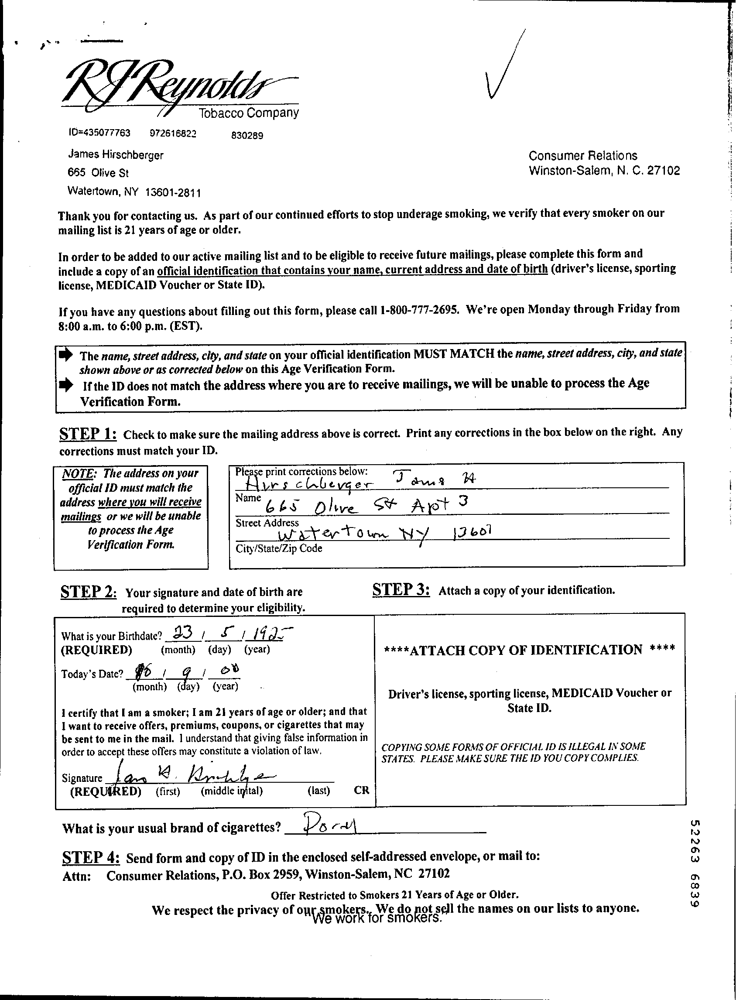 RJReynolds
Tobacco Company
ID=435077763 972616822 830289
James Hirschberger
665 Olive St
Watertown, NY 13601-2811
Consumer Relations
Winston-Salem, N. C. 27102
Thank you for contacting us. As part of our continued efforts to stop underage smoking, we verify that every smoker on our
mailing list is 21 years of age or older.
In order to be added to our active mailing list and to be eligible to receive future mailings, please complete this form and
include a copy of an official identification that contains your name, current address and date of birth (driver's license, sporting
license, MEDICAID Voucher or State ID).
If you have any questions about filling out this form, please call 1-800-777-2695. We're open Monday through Friday from
8:00 a.m. to 6:00 p.m. (EST).
The name, street address, city, and state on your official identification MUST MATCH the name, street address, city, and state
shown above or as corrected below on this Age Verification Form.
If the ID does not match the address where you are to receive mailings, we will be unable to process the Age
Verification Form.
STEP 1: Check to make sure the mailing address above is correct. Print any corrections in the box below on the right. Any
corrections must match your ID.
NOTE: The address on your
official ID must match the
address where you will receive
mailings or we will be unable
to process the Age
Verification Form.
Please print corrections below:
Hirschberger James H
Name
665 Olive St Apt 3
Street Address
Watertown NY 13601
City/State/Zip Code
STEP 2: Your signature and date of birth are
required to determine your eligibility.
What is your Birthdate? 23 / 5 / 192
(REQUIRED) (month) (day) (year)
Today's Date? 6 / 9 / 00
(month) (day) (year)
I certify that I am a smoker; I am 21 years of age or older; and that
I want to receive offers, premiums, coupons, or cigarettes that may
be sent to me in the mail. I understand that giving false information in
order to accept these offers may constitute a violation of law.
Signature
(REQUIRED) (first) (middle inital) (last) CR
STEP 3: Attach a copy of your identification.
****ATTACH COPY OF IDENTIFICATION ****
Driver's license, sporting license, MEDICAID Voucher or
State ID.
COPYING SOME FORMS OF OFFICIAL ID IS ILLEGAL IN SOME
STATES. PLEASE MAKE SURE THE ID YOU COPY COMPLIES.
What is your usual brand of cigarettes? Doral
STEP 4: Send form and copy of ID in the enclosed self-addressed envelope, or mail to:
Attn: Consumer Relations, P.O. Box 2959, Winston-Salem, NC 27102
Offer Restricted to Smokers 21 Years of Age or Older.
We respect the privacy of our smokers. We do not sell the names on our lists to anyone.
We work for smokers.
52263 6839